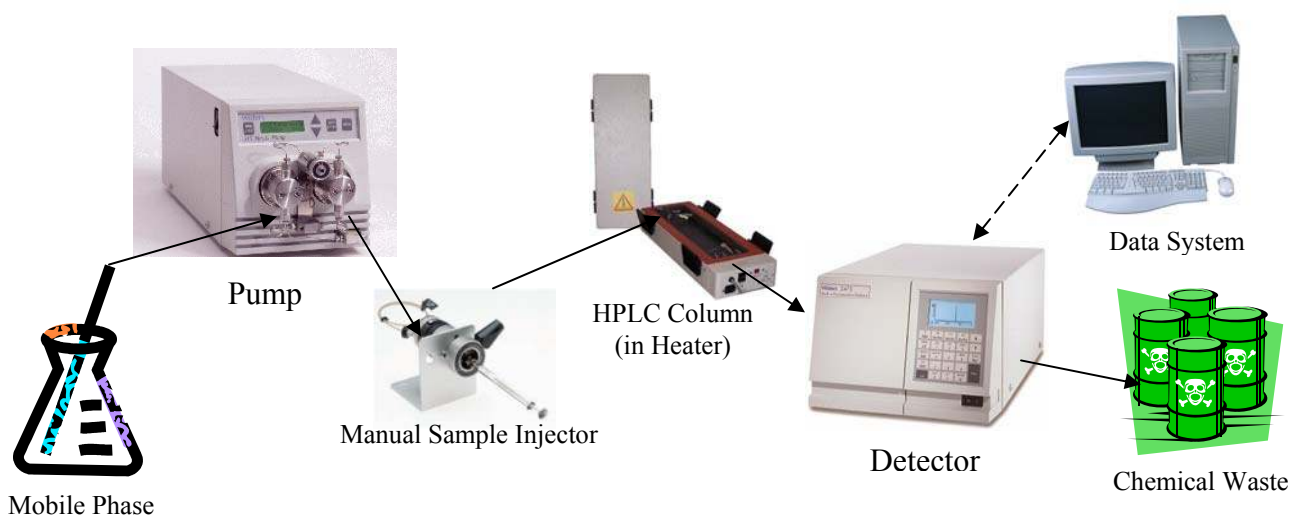 Mobile Phase
Pump
Manual Sample Injector
HPLC Column
(in Heater)
Detector
Data System
Chemical Waste